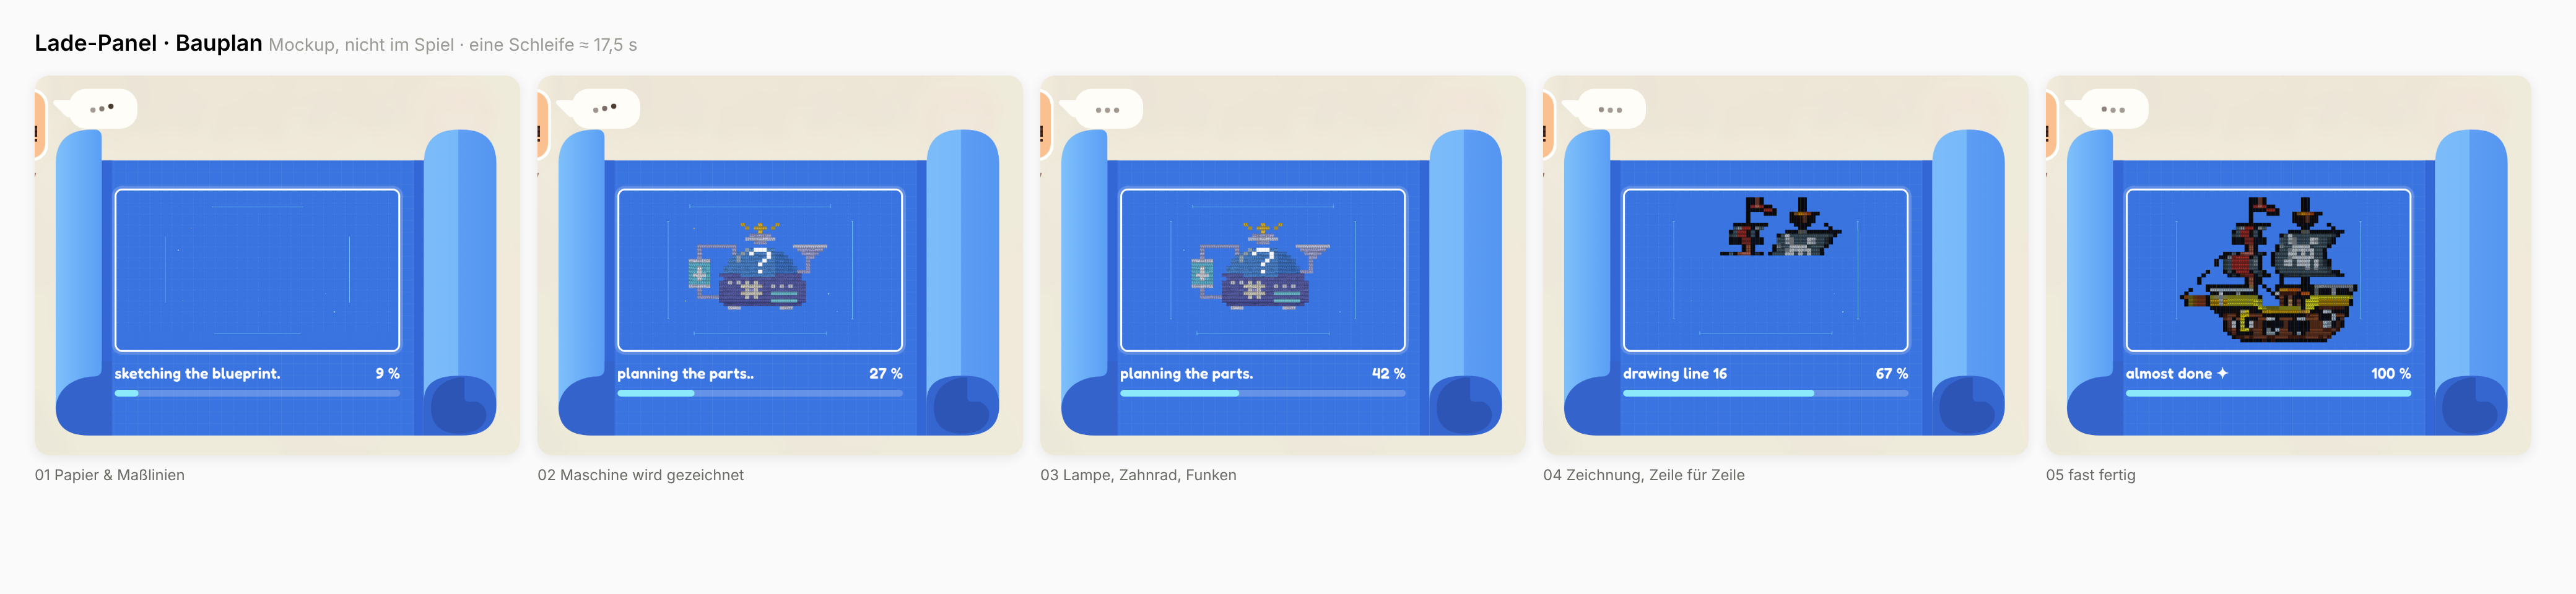 Lade-Panel · Bauplan Mockup, nicht im Spiel · eine Schleife ≈ 17,5 s
!
sketching the blueprint. 9 %
01 Papier & Maßlinien
!
?
planning the parts.. 27 %
02 Maschine wird gezeichnet
!
?
planning the parts. 42 %
03 Lampe, Zahnrad, Funken
!
drawing line 16 67 %
04 Zeichnung, Zeile für Zeile
!
almost done ✦ 100 %
05 fast fertig